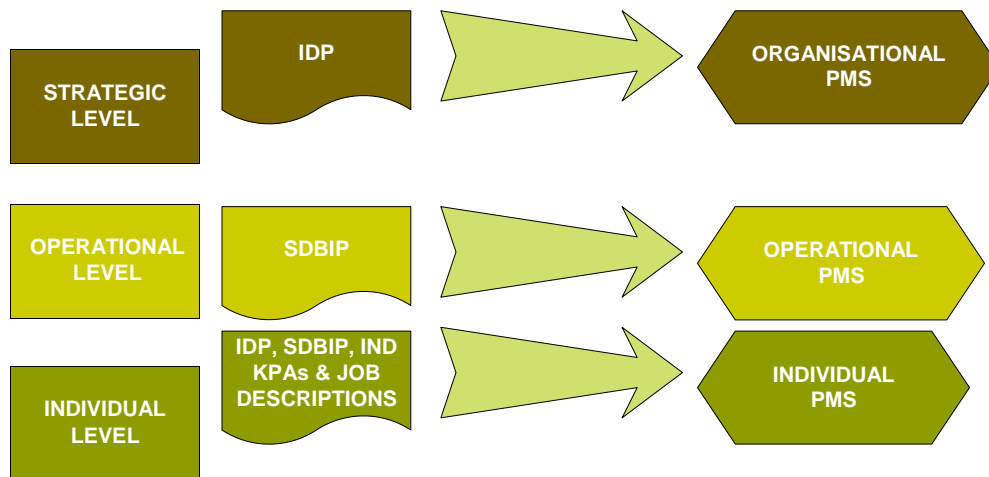 STRATEGIC
LEVEL
IDP
ORGANISATIONAL
PMS
OPERATIONAL
LEVEL
SDBIP
OPERATIONAL
PMS
INDIVIDUAL
LEVEL
IDP, SDBIP, IND
KPAs & JOB
DESCRIPTIONS
INDIVIDUAL
PMS